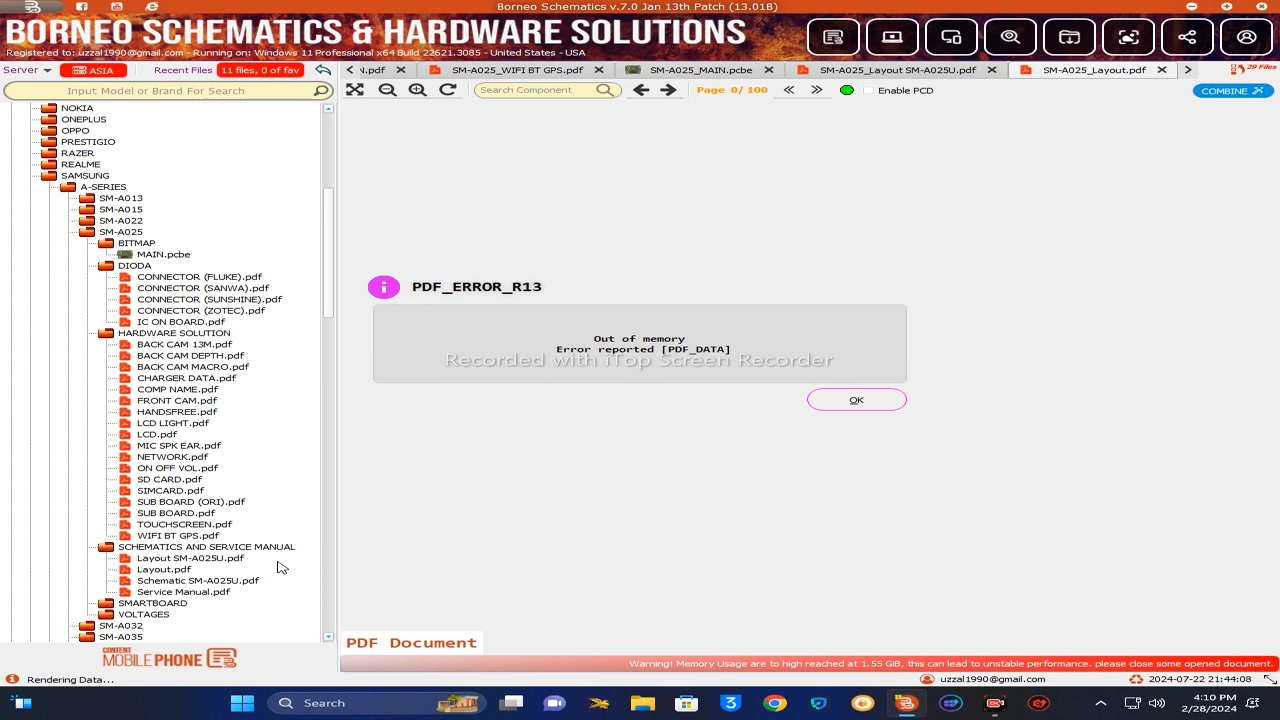 Borneo Schematics v.7.0 Jan 13th Patch (13.01B)
BORNEO SCHEMATICS & HARDWARE SOLUTIONS
Registered to: uzzal1990@gmail.com - Running on: Windows 11 Professional x64 Build 22621.3085 - United States - USA
Server
ASIA
Recent Files
11 files, 0 of fav
N.pdf
SM-A025_WIFI BT GPS.pdf
SM-A025_MAIN.pcbe
SM-A025_Layout SM-A025U.pdf
SM-A025_Layout.pdf
29 Files
Input Model or Brand For Search
Search Component
Page 0/ 100
Enable PCD
COMBINE
NOKIA
ONEPLUS
OPPO
PRESTIGIO
RAZER
REALME
SAMSUNG
A-SERIES
SM-A013
SM-A015
SM-A022
SM-A025
BITMAP
MAIN.pcbe
DIODA
CONNECTOR (FLUKE).pdf
CONNECTOR (SANWA).pdf
CONNECTOR (SUNSHINE).pdf
CONNECTOR (ZOTEC).pdf
IC ON BOARD.pdf
HARDWARE SOLUTION
BACK CAM 13M.pdf
BACK CAM DEPTH.pdf
BACK CAM MACRO.pdf
CHARGER DATA.pdf
COMP NAME.pdf
FRONT CAM.pdf
HANDSFREE.pdf
LCD LIGHT.pdf
LCD.pdf
MIC SPK EAR.pdf
NETWORK.pdf
ON OFF VOL.pdf
SD CARD.pdf
SIMCARD.pdf
SUB BOARD (ORI).pdf
SUB BOARD.pdf
TOUCHSCREEN.pdf
WIFI BT GPS.pdf
SCHEMATICS AND SERVICE MANUAL
Layout SM-A025U.pdf
Layout.pdf
Schematic SM-A025U.pdf
Service Manual.pdf
SMARTBOARD
VOLTAGES
SM-A032
SM-A035
PDF_ERROR_R13
Out of memory
Error reported [PDF_DATA]
Recorded with iTop Screen Recorder
OK
PDF Document
CONTENT
MOBILE PHONE
Warning! Memory Usage are to high reached at 1.55 GiB, this can lead to unstable performance. please close some opened document.
Rendering Data...
uzzal1990@gmail.com
2024-07-22 21:44:08
Search
4:10 PM
2/28/2024